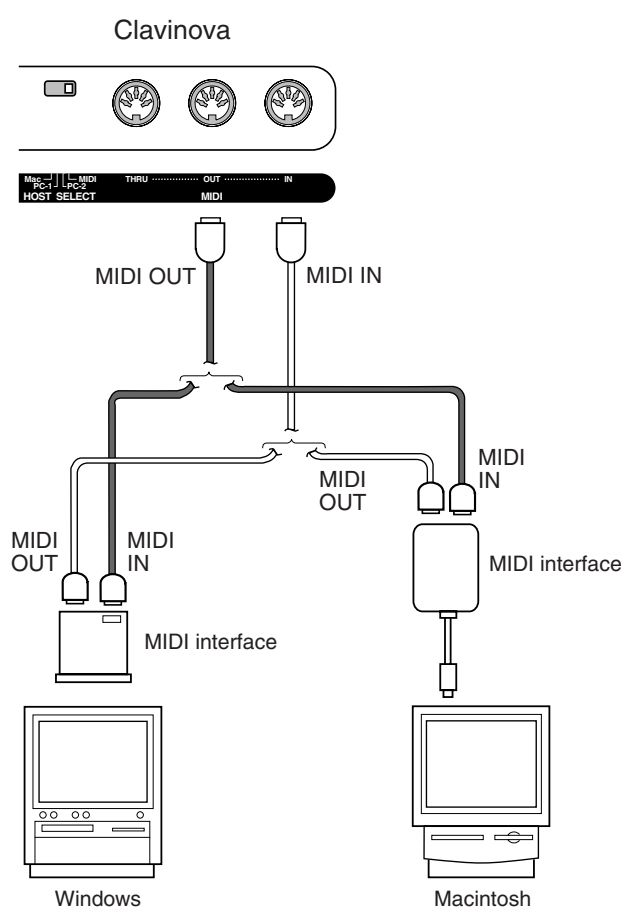 Clavinova
Mac MIDI THRU OUT IN
PC-1 PC-2
HOST SELECT MIDI
MIDI OUT MIDI IN
MIDI
IN
MIDI
OUT
MIDI
OUT
MIDI
IN
MIDI interface
MIDI interface
Windows
Macintosh